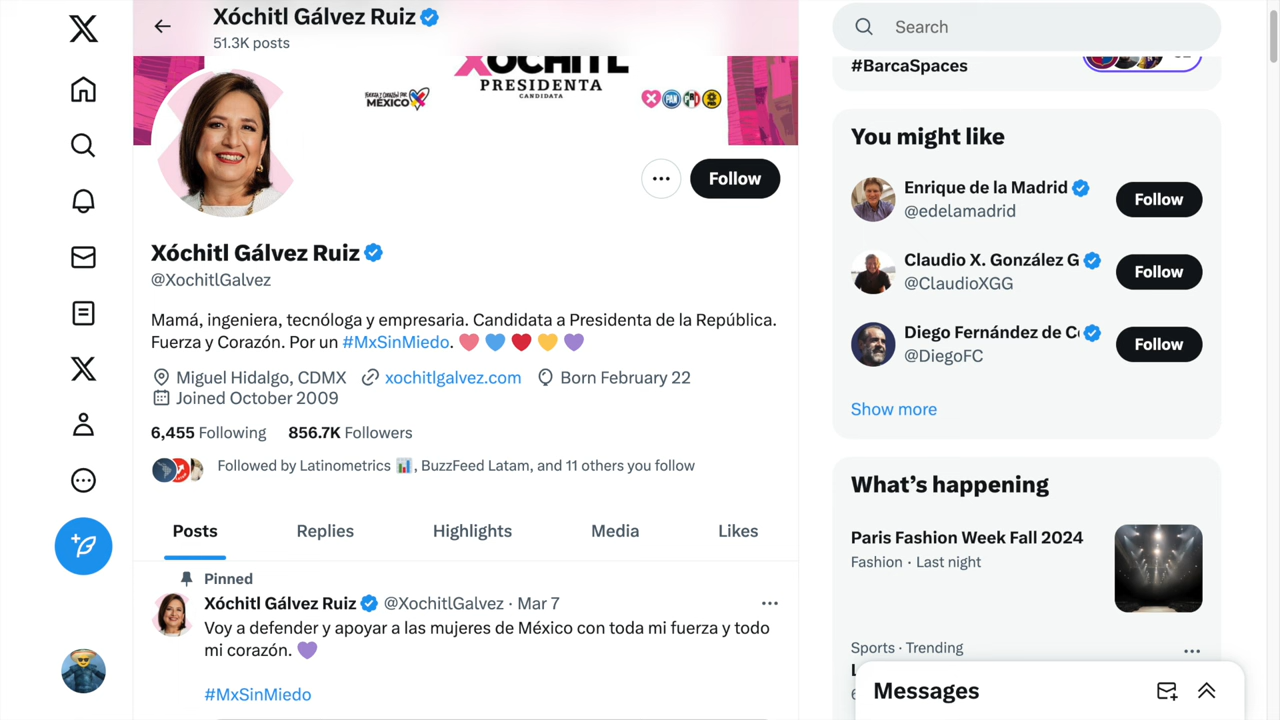 Xóchitl Gálvez Ruiz
51.3K posts
XÓCHITL
PRESIDENTA
CANDIDATA
FUERZA Y CORAZÓN POR
MÉXICO
PAN
PRI
Xóchitl Gálvez Ruiz
@XochitlGalvez
Follow
Mamá, ingeniera, tecnóloga y empresaria. Candidata a Presidenta de la República.
Fuerza y Corazón. Por un #MxSinMiedo. 🩷 💙 ❤️ 💛 💜
Miguel Hidalgo, CDMX xochitlgalvez.com Born February 22
Joined October 2009
6,455 Following 856.7K Followers
Followed by Latinometrics 📊, BuzzFeed Latam, and 11 others you follow
Posts Replies Highlights Media Likes
Pinned
Xóchitl Gálvez Ruiz @XochitlGalvez · Mar 7
Voy a defender y apoyar a las mujeres de México con toda mi fuerza y todo
mi corazón. 💜
#MxSinMiedo
Search
#BarcaSpaces
You might like
Enrique de la Madrid
@edelamadrid
Follow
Claudio X. González G
@ClaudioXGG
Follow
Diego Fernández de C
@DiegoFC
Follow
Show more
What's happening
Paris Fashion Week Fall 2024
Fashion · Last night
Sports · Trending
Messages